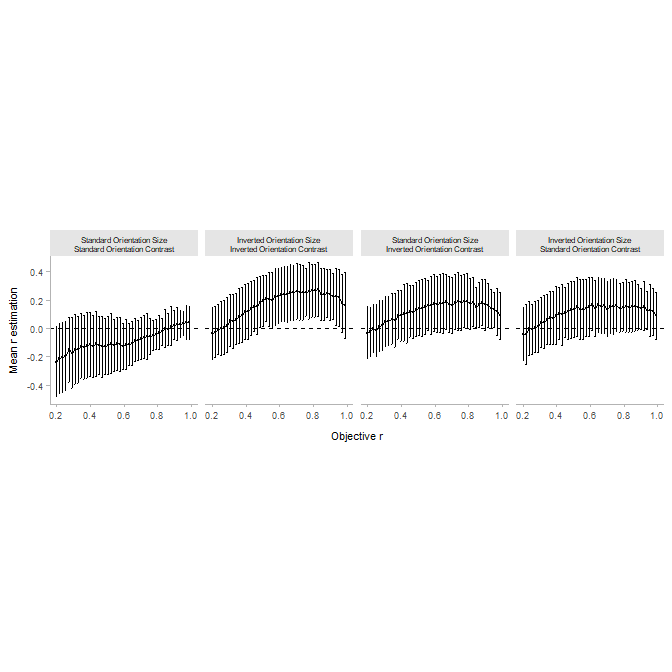 Standard Orientation Size
Standard Orientation Contrast
Inverted Orientation Size
Inverted Orientation Contrast
Standard Orientation Size
Inverted Orientation Contrast
Inverted Orientation Size
Standard Orientation Contrast
Mean r estimation
0.4
0.2
0.0
-0.2
-0.4
0.2 0.4 0.6 0.8 1.0
0.2 0.4 0.6 0.8 1.0
0.2 0.4 0.6 0.8 1.0
0.2 0.4 0.6 0.8 1.0
Objective r